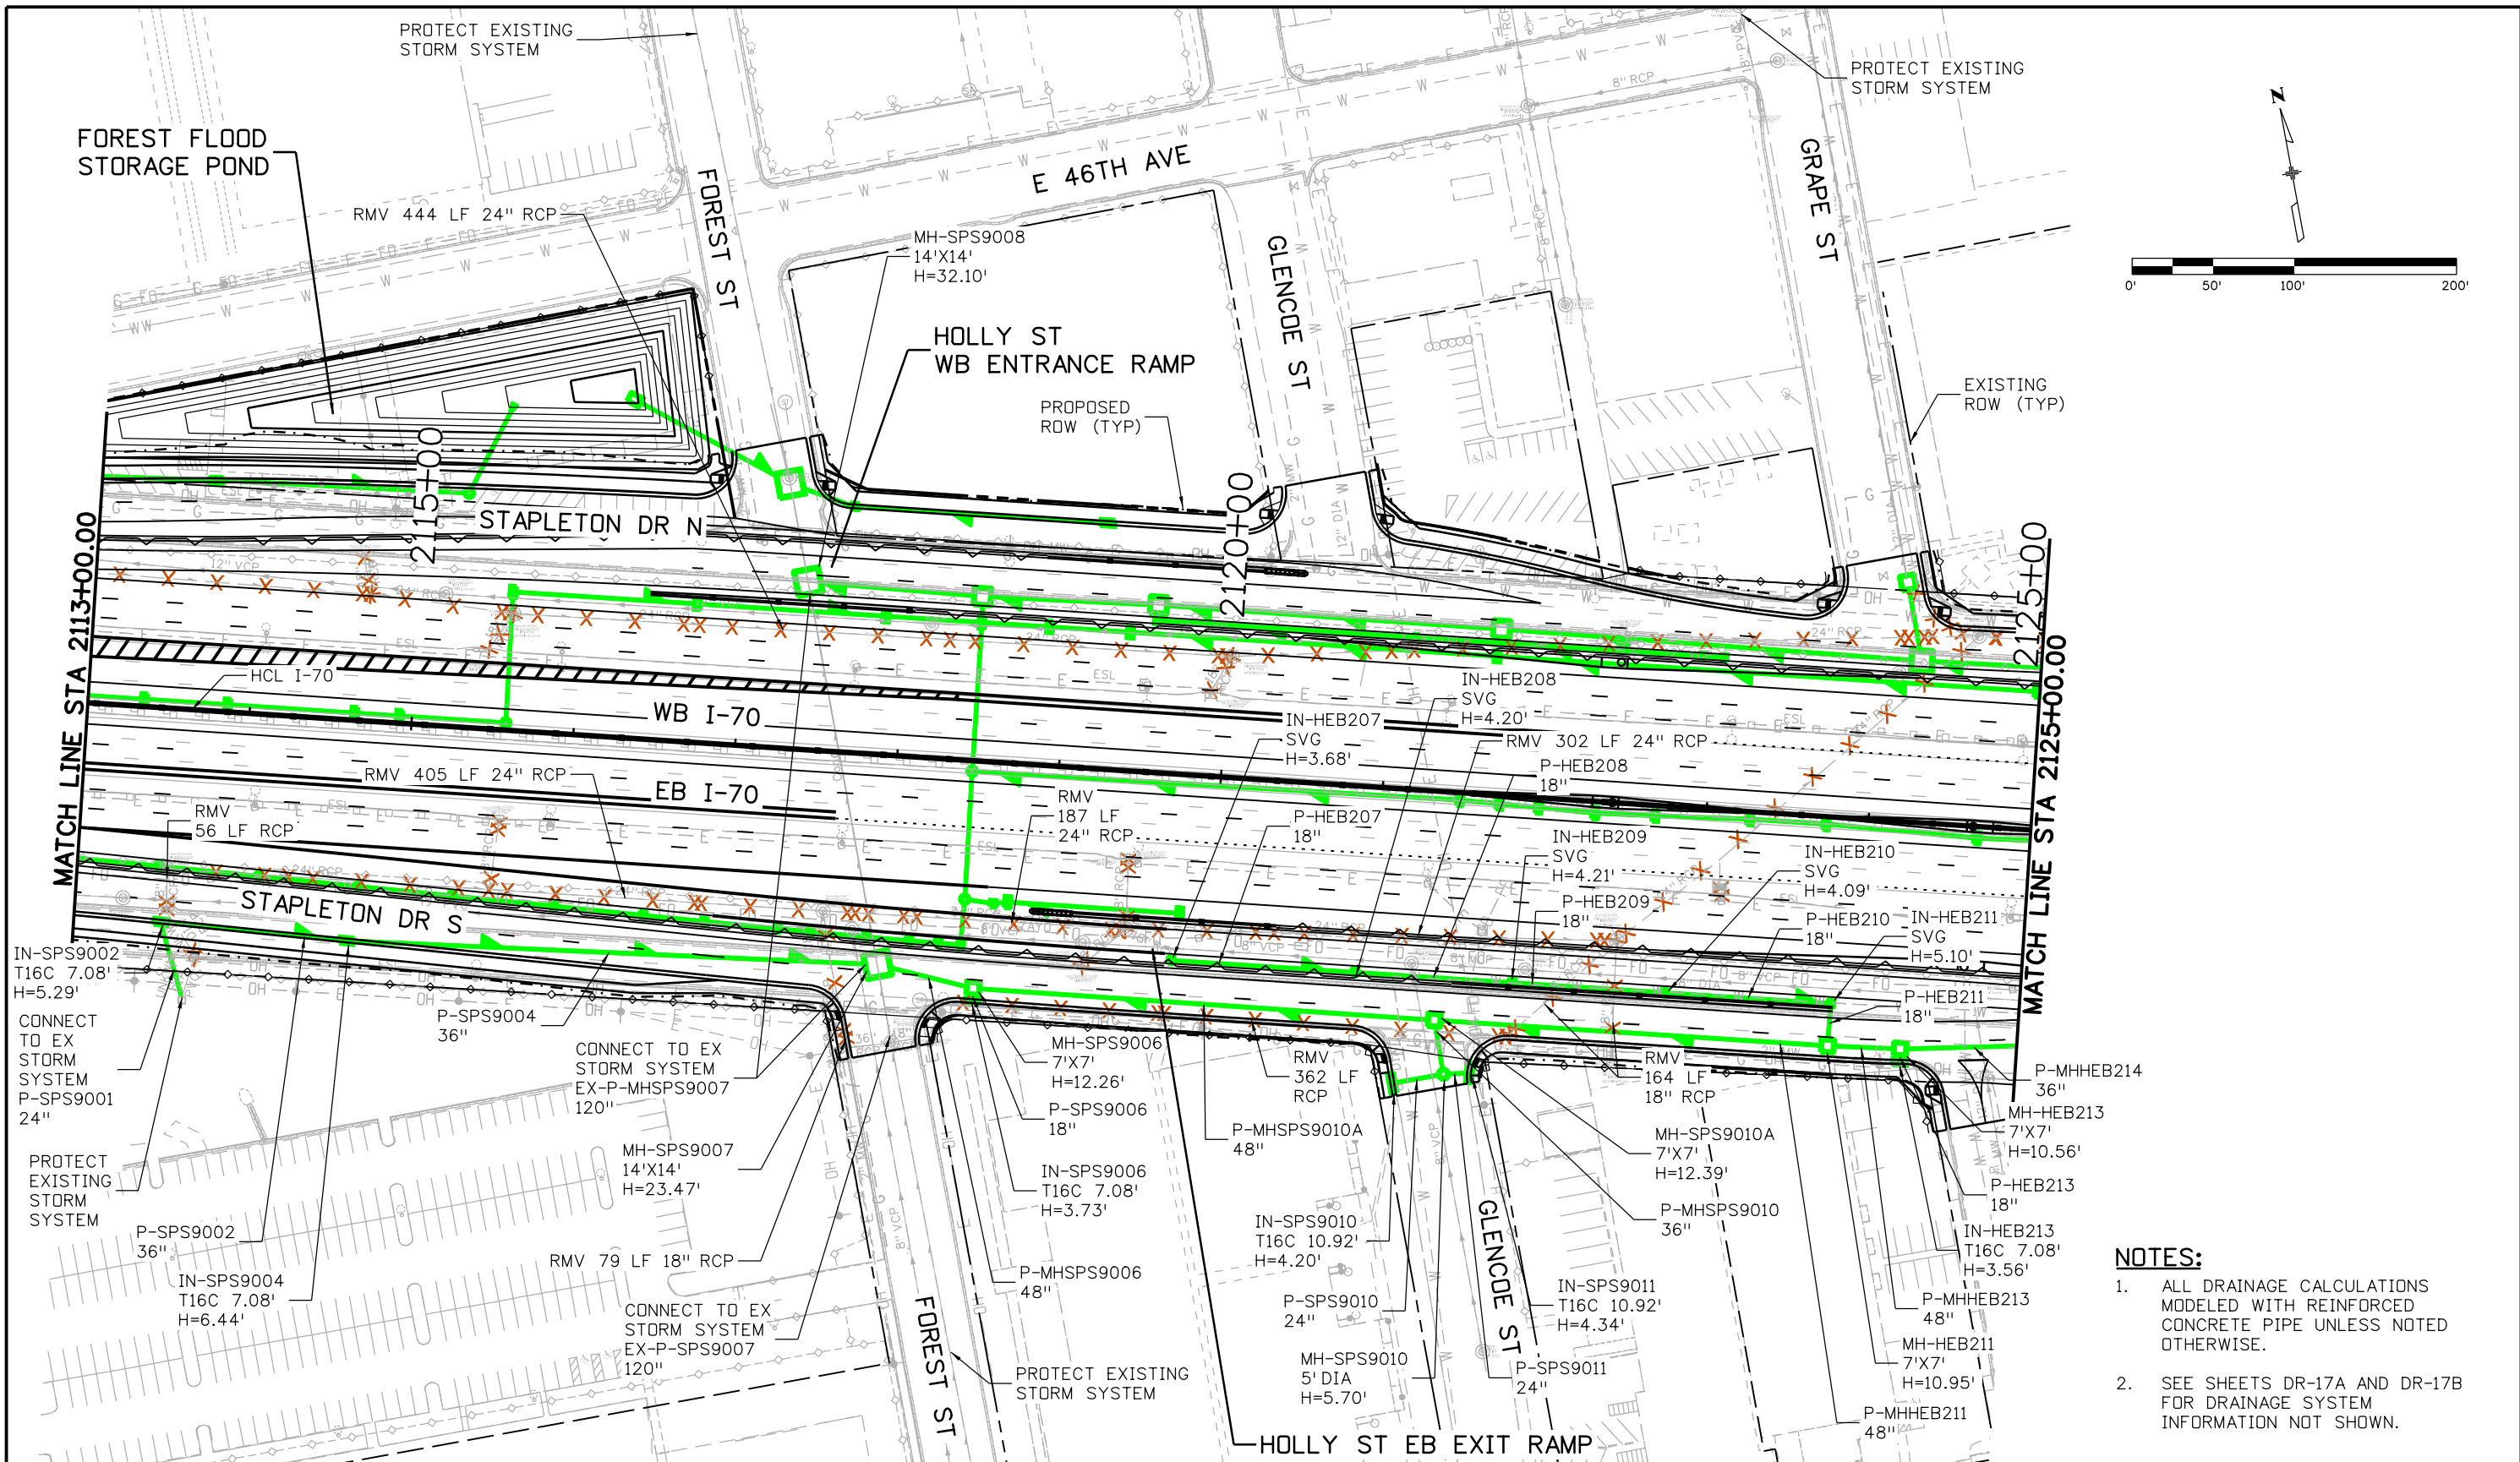 PROTECT EXISTING
STORM SYSTEM
PROTECT EXISTING
STORM SYSTEM
FOREST FLOOD
STORAGE POND
RMV 444 LF 24" RCP
FOREST ST
E 46TH AVE
GLENCOE ST
GRAPE ST
8" RCP
0'
50'
100'
200'
MH-SPS9008
14'X14'
H=32.10'
HOLLY ST
WB ENTRANCE RAMP
PROPOSED
ROW (TYP)
EXISTING
ROW (TYP)
2115+00
2120+00
2125+00
STAPLETON DR N
MATCH LINE STA 2113+00.00
MATCH LINE STA 2125+00.00
12" VCP
HCL I-70
WB I-70
EB I-70
IN-HEB208
SVG
H=4.20'
IN-HEB207
SVG
H=3.68'
RMV 302 LF 24" RCP
P-HEB208
18"
RMV 405 LF 24" RCP
RMV
56 LF RCP
RMV
187 LF
24" RCP
P-HEB207
18"
IN-HEB209
SVG
H=4.21'
IN-HEB210
SVG
H=4.09'
P-HEB209
18"
P-HEB210
18"
IN-HEB211
SVG
H=5.10'
STAPLETON DR S
IN-SPS9002
T16C 7.08'
H=5.29'
CONNECT
TO EX
STORM
SYSTEM
P-SPS9001
24"
P-SPS9004
36"
CONNECT TO EX
STORM SYSTEM
EX-P-MHSPS9007
120"
MH-SPS9006
7'X7'
H=12.26'
RMV
362 LF
RCP
RMV
164 LF
18" RCP
P-HEB211
18"
P-MHHEB214
36"
MH-HEB213
7'X7'
H=10.56'
P-SPS9006
18"
P-MHSPS9010A
48"
MH-SPS9010A
7'X7'
H=12.39'
MH-SPS9007
14'X14'
H=23.47'
PROTECT
EXISTING
STORM
SYSTEM
IN-SPS9006
T16C 7.08'
H=3.73'
P-HEB213
18"
P-MHSPS9010
36"
IN-SPS9010
T16C 10.92'
H=4.20'
IN-HEB213
T16C 7.08'
H=3.56'
P-SPS9002
36"
RMV 79 LF 18" RCP
IN-SPS9004
T16C 7.08'
H=6.44'
P-MHSPS9006
48"
P-SPS9010
24"
GLENCOE ST
IN-SPS9011
T16C 10.92'
H=4.34'
P-MHHEB213
48"
CONNECT TO EX
STORM SYSTEM
EX-P-SPS9007
120"
FOREST ST
MH-HEB211
7'X7'
H=10.95'
MH-SPS9010
5' DIA
H=5.70'
P-SPS9011
24"
PROTECT EXISTING
STORM SYSTEM
P-MHHEB211
48"
HOLLY ST EB EXIT RAMP
NOTES:
1. ALL DRAINAGE CALCULATIONS
MODELED WITH REINFORCED
CONCRETE PIPE UNLESS NOTED
OTHERWISE.
2. SEE SHEETS DR-17A AND DR-17B
FOR DRAINAGE SYSTEM
INFORMATION NOT SHOWN.